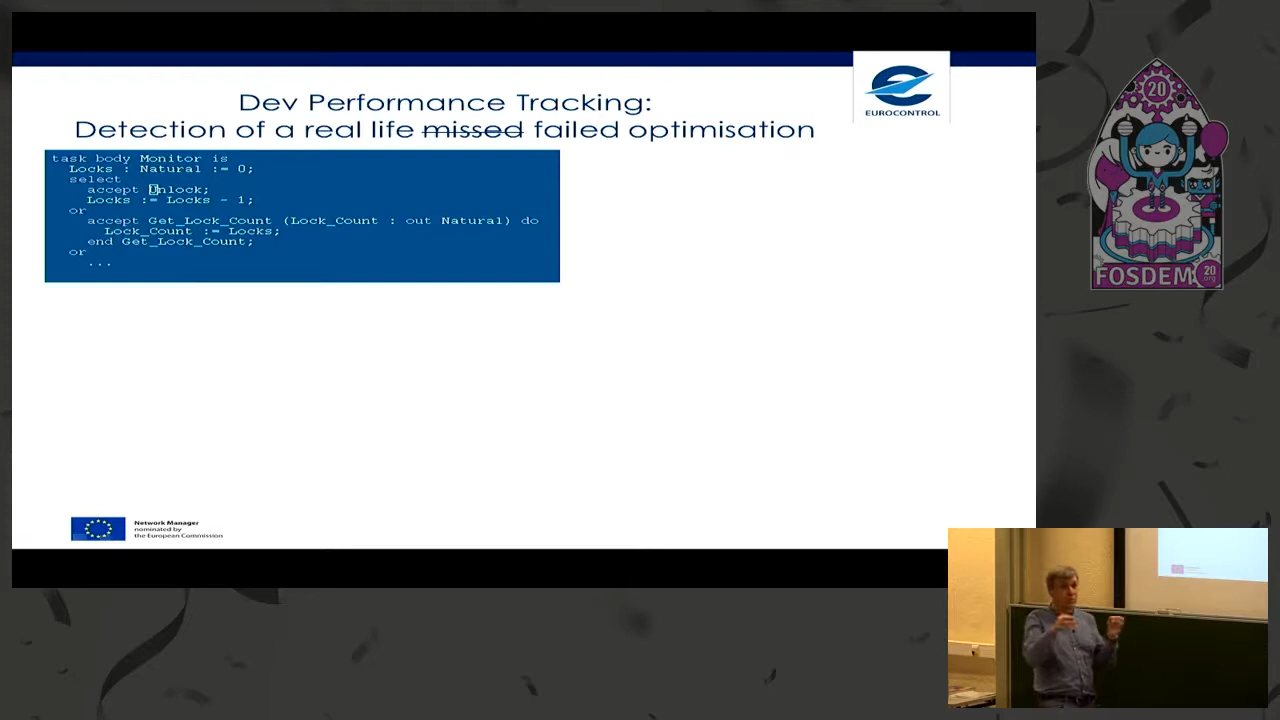 EUROCONTROL
Dev Performance Tracking:
Detection of a real life missed failed optimisation
task body Monitor is
Locks : Natural := 0;
select
accept Unlock;
Locks := Locks - 1;
or
accept Get_Lock_Count (Lock_Count : out Natural) do
Lock_Count := Locks;
end Get_Lock_Count;
or
...
Network Manager
nominated by
the European Commission
20
FOSDEM
20
.org